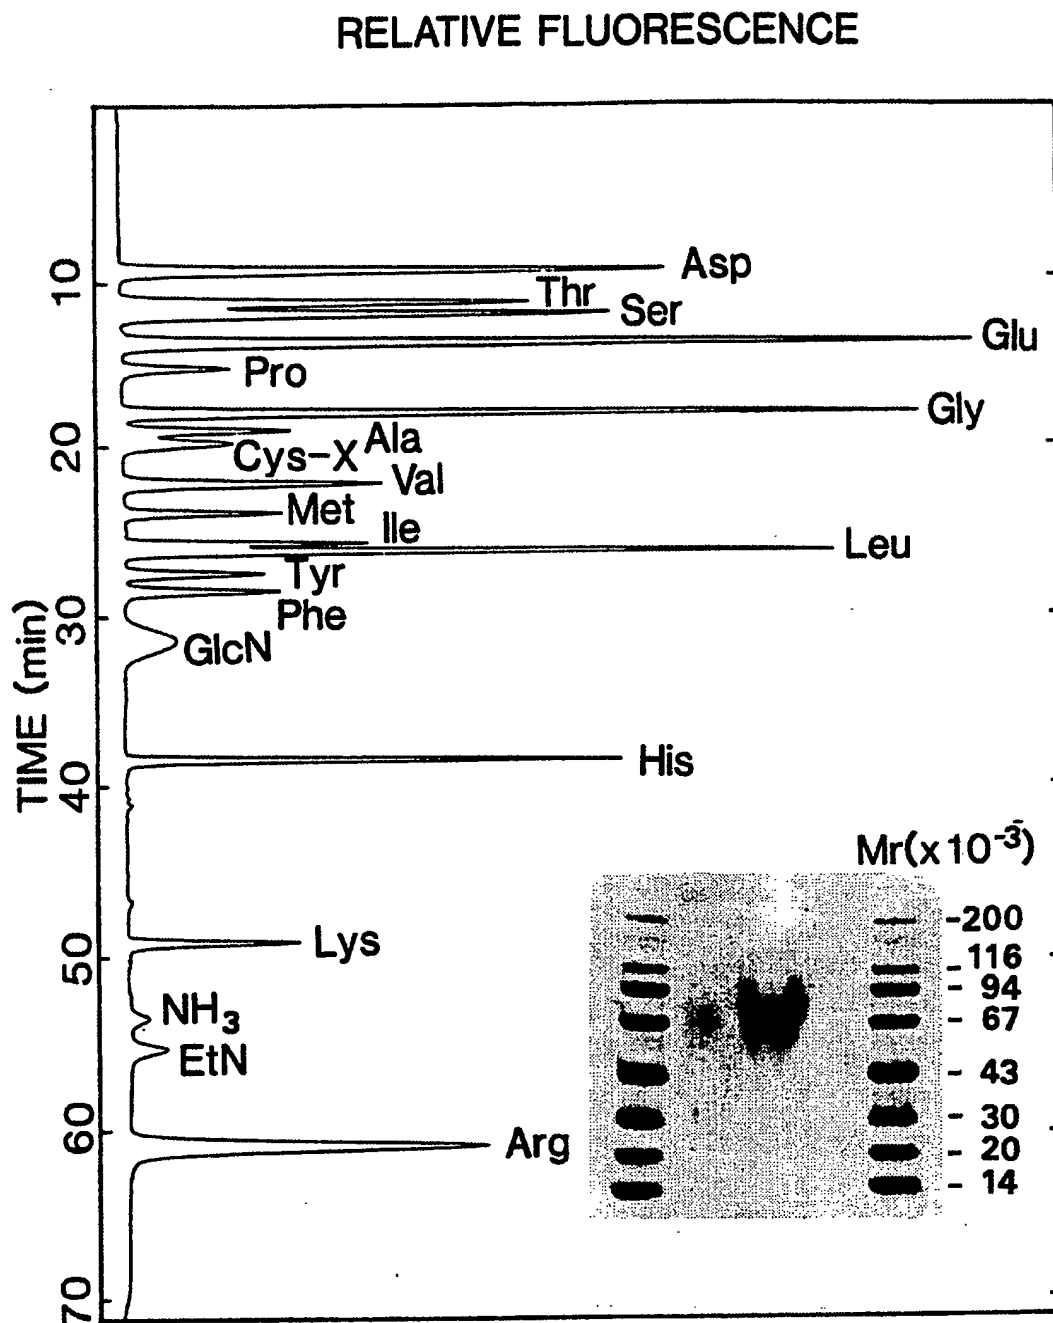 RELATIVE FLUORESCENCE
Asp
10
Thr
Ser
Glu
Pro
Gly
Ala
20
Cys-X
Val
Met
Ile
Leu
Tyr
Phe
30
GlcN
TIME (min)
His
40
Mr(x 10-3)
-200
Lys
50
- 116
- 94
NH3
- 67
EtN
- 43
- 30
60
Arg
- 20
- 14
70